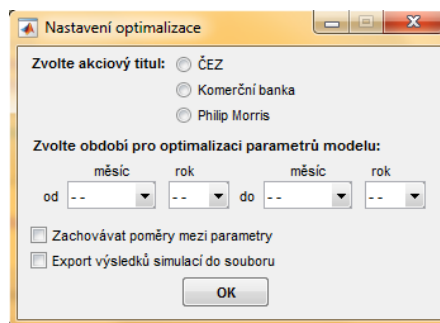 Nastavení optimalizace
Zvolte akciový titul: ČEZ
Komerční banka
Philip Morris
Zvolte období pro optimalizaci parametrů modelu:
měsíc rok měsíc rok
od - - - - do - - - -
Zachovávat poměry mezi parametry
Export výsledků simulací do souboru
OK